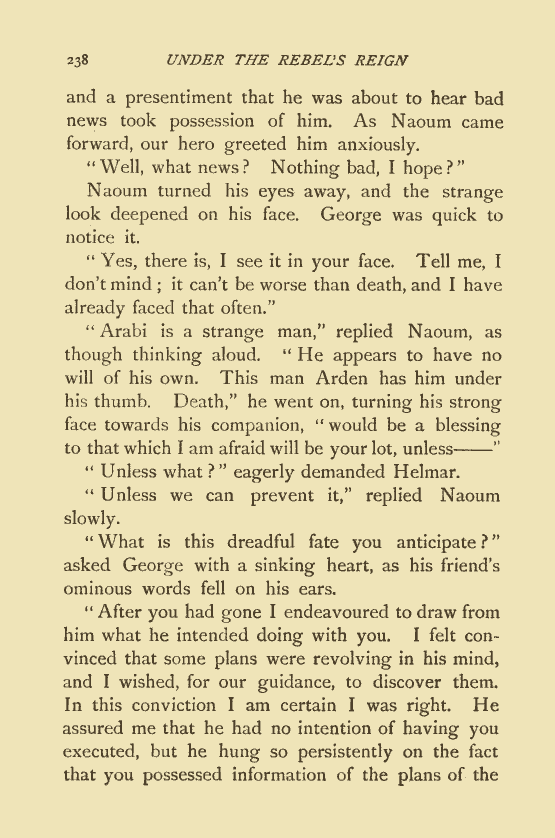 238 UNDER THE REBEL'S REIGN
and a presentiment that he was about to hear bad
news took possession of him. As Naoum came
forward, our hero greeted him anxiously.
“Well, what news? Nothing bad, I hope?”
Naoum turned his eyes away, and the strange
look deepened on his face. George was quick to
notice it.
“Yes, there is, I see it in your face. Tell me, I
don't mind; it can't be worse than death, and I have
already faced that often.”
“Arabi is a strange man,” replied Naoum, as
though thinking aloud. “He appears to have no
will of his own. This man Arden has him under
his thumb. Death,” he went on, turning his strong
face towards his companion, “would be a blessing
to that which I am afraid will be your lot, unless——”
“Unless what?” eagerly demanded Helmar.
“Unless we can prevent it,” replied Naoum
slowly.
“What is this dreadful fate you anticipate?”
asked George with a sinking heart, as his friend's
ominous words fell on his ears.
“After you had gone I endeavoured to draw from
him what he intended doing with you. I felt con-
vinced that some plans were revolving in his mind,
and I wished, for our guidance, to discover them.
In this conviction I am certain I was right. He
assured me that he had no intention of having you
executed, but he hung so persistently on the fact
that you possessed information of the plans of the